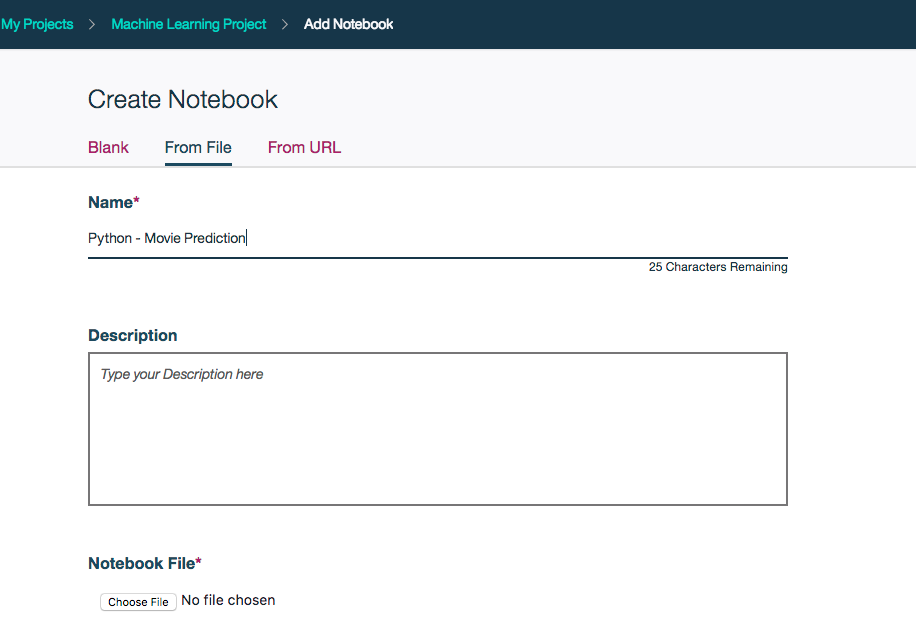 My Projects > Machine Learning Project > Add Notebook
Create Notebook
Blank From File From URL
Name*
Python - Movie Prediction
25 Characters Remaining
Description
Type your Description here
Notebook File*
Choose File No file chosen